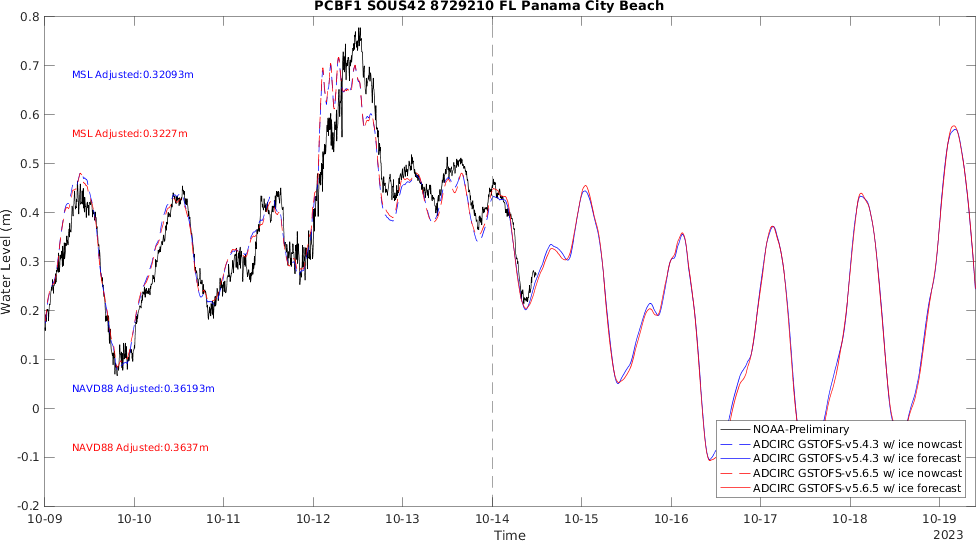 PCBF1 SOUS42 8729210 FL Panama City Beach
0.8
0.7
0.6
0.5
0.4
0.3
0.2
0.1
0
-0.1
-0.2
Water Level (m)
MSL Adjusted:0.32093m
MSL Adjusted:0.3227m
NAVD88 Adjusted:0.36193m
NAVD88 Adjusted:0.3637m
NOAA-Preliminary
ADCIRC GSTOFS-v5.4.3 w/ ice nowcast
ADCIRC GSTOFS-v5.4.3 w/ ice forecast
ADCIRC GSTOFS-v5.6.5 w/ ice nowcast
ADCIRC GSTOFS-v5.6.5 w/ ice forecast
10-09 10-10 10-11 10-12 10-13 10-14 10-15 10-16 10-17 10-18 10-19
Time
2023